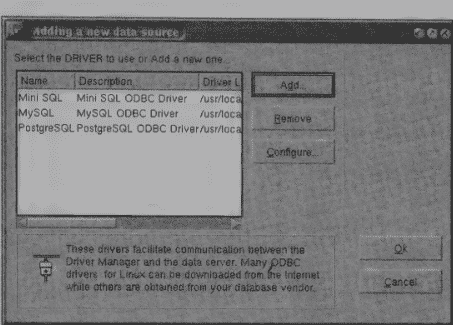 Adding a new data source
Select the DRIVER to use or Add a new one
Name Description Driver L
Mini SQL Mini SQL ODBC Driver /usr/loca
MySQL MySQL ODBC Driver /usr/loca
PostgreSQL PostgreSQL ODBC Driver /usr/loca
Add...
Remove
Configure...
These drivers facilitate communication between the
Driver Manager and the data server. Many ODBC
drivers for Linux can be downloaded from the Internet
while others are obtained from your database vendor.
Ok
Cancel